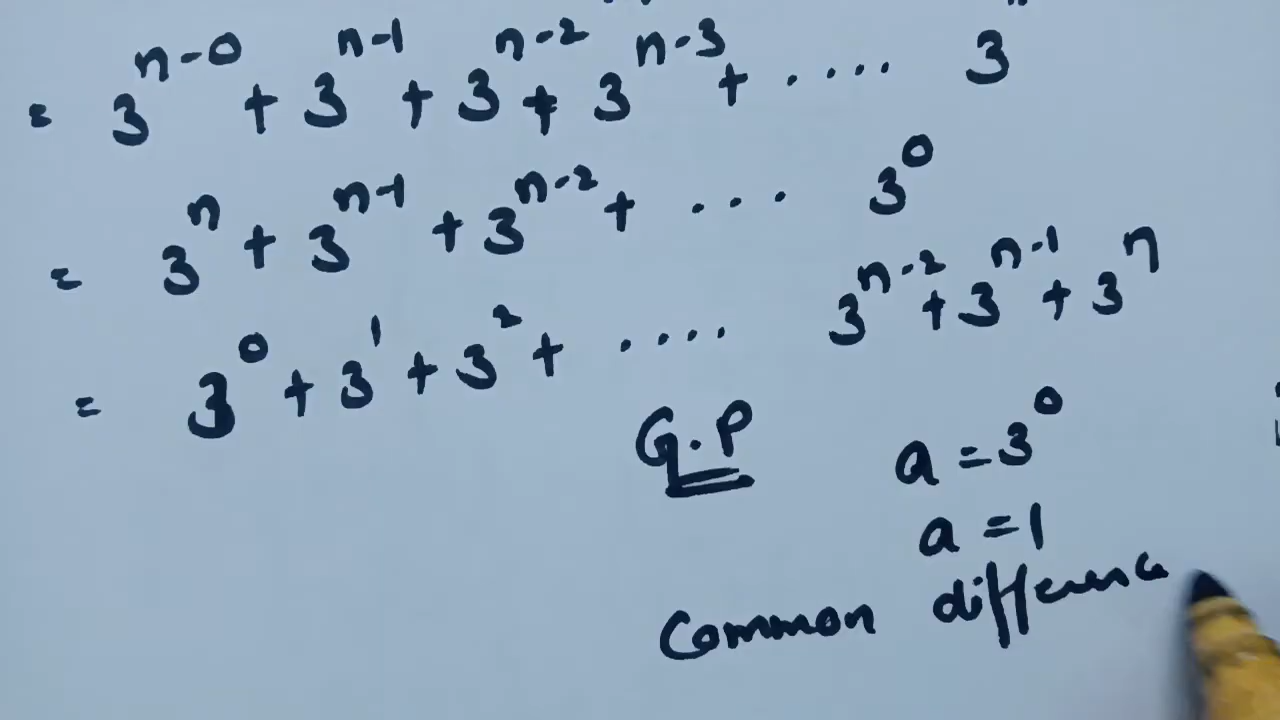 = 3^{n-0} + 3^{n-1} + 3^{n-2} + 3^{n-3} + .... 3
= 3^n + 3^{n-1} + 3^{n-2} + ... 3^0
= 3^0 + 3^1 + 3^2 + .... 3^{n-2} + 3^{n-1} + 3^n
G.P
a = 3^0
a = 1
Common difference